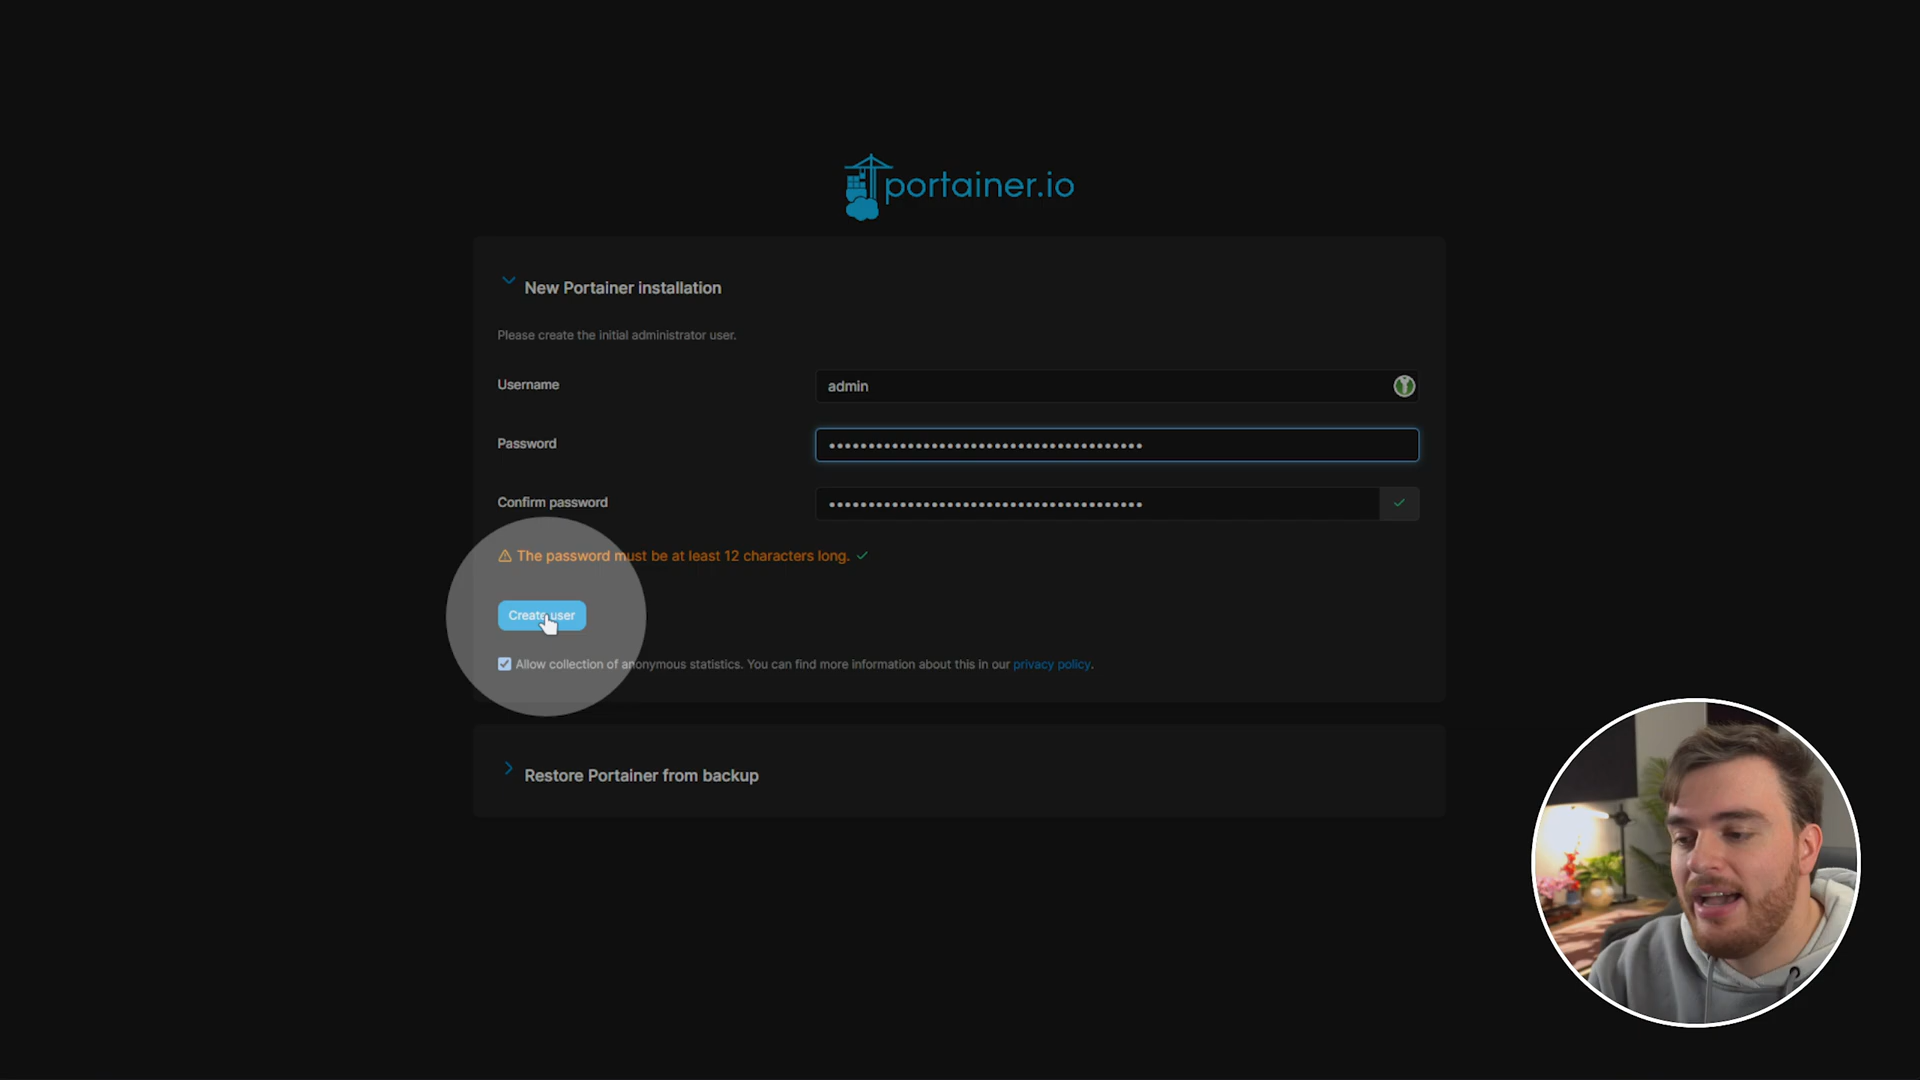 portainer.io
New Portainer installation
Please create the initial administrator user.
Username
admin
Password
••••••••••••••••••••••••••••••••••••••••
Confirm password
••••••••••••••••••••••••••••••••••••••••
The password must be at least 12 characters long.
Create user
Allow collection of anonymous statistics. You can find more information about this in our privacy policy.
Restore Portainer from backup